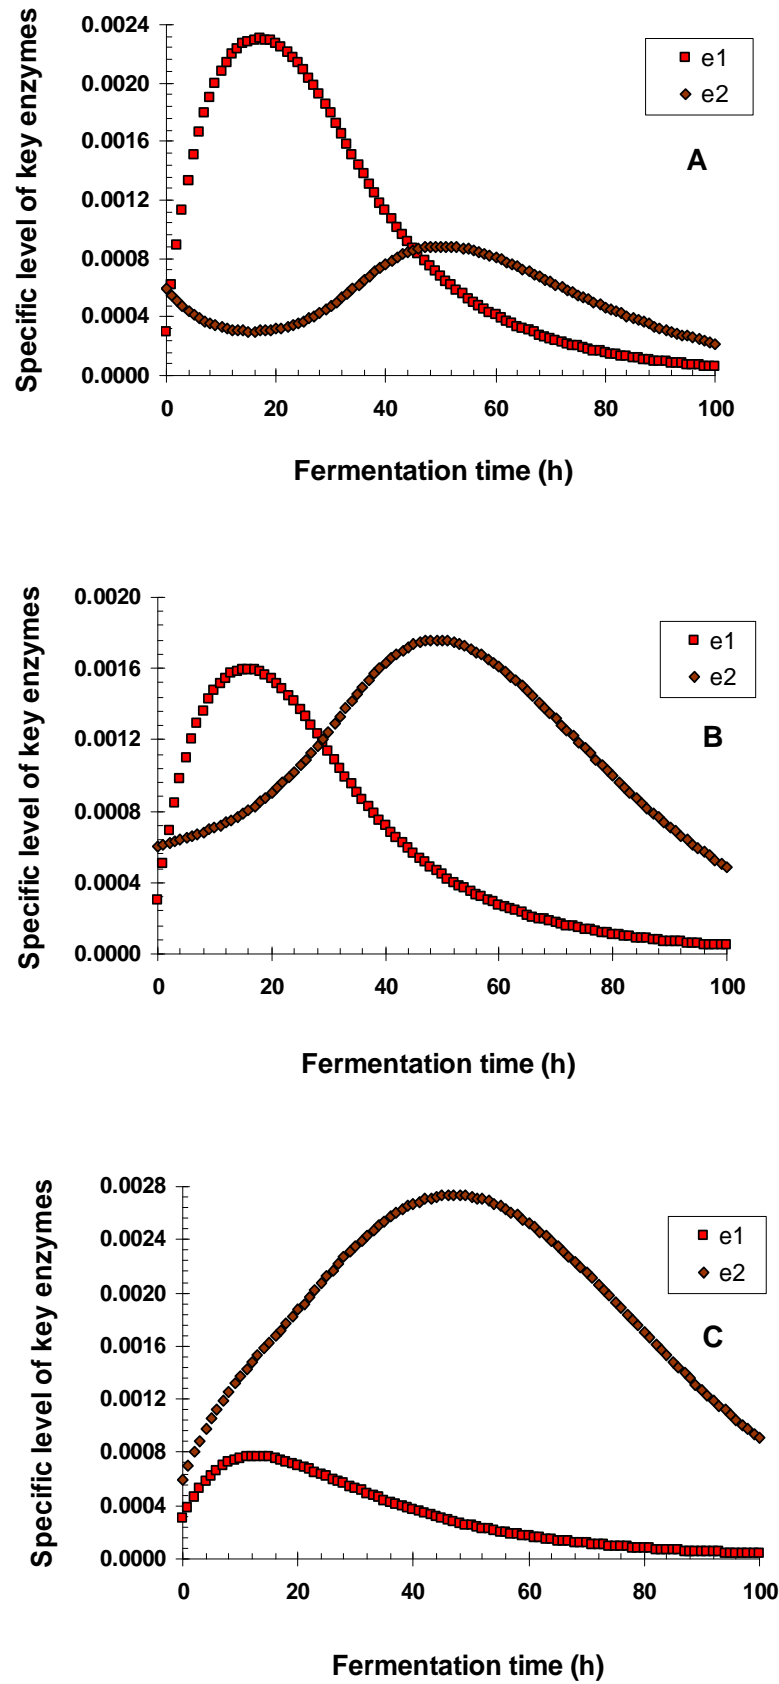 Specific level of key enzymes
0.0024
0.0020
0.0016
0.0012
0.0008
0.0004
0.0000
e1
e2
A
0 20 40 60 80 100
Fermentation time (h)
Specific level of key enzymes
0.0020
0.0016
0.0012
0.0008
0.0004
0.0000
e1
e2
B
0 20 40 60 80 100
Fermentation time (h)
Specific level of key enzymes
0.0028
0.0024
0.0020
0.0016
0.0012
0.0008
0.0004
0.0000
e1
e2
C
0 20 40 60 80 100
Fermentation time (h)